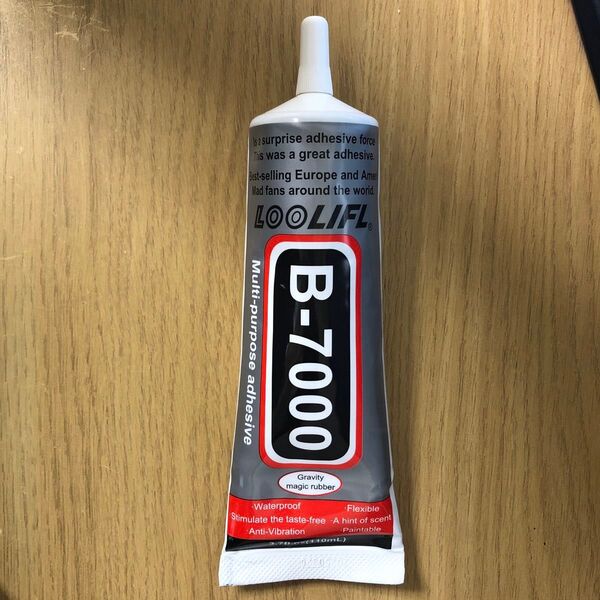 surprise adhesive force
This was a great adhesive.
Best-selling Europe and
Mad fans around the world.
LOOLIFL®
B-7000
Multi-purpose adhesive
Gravity
magic rubber
·Waterproof ·Flexible
Stimulate the taste-free ·A hint of scent
·Anti-Vibration ·Paintable
(110mL)